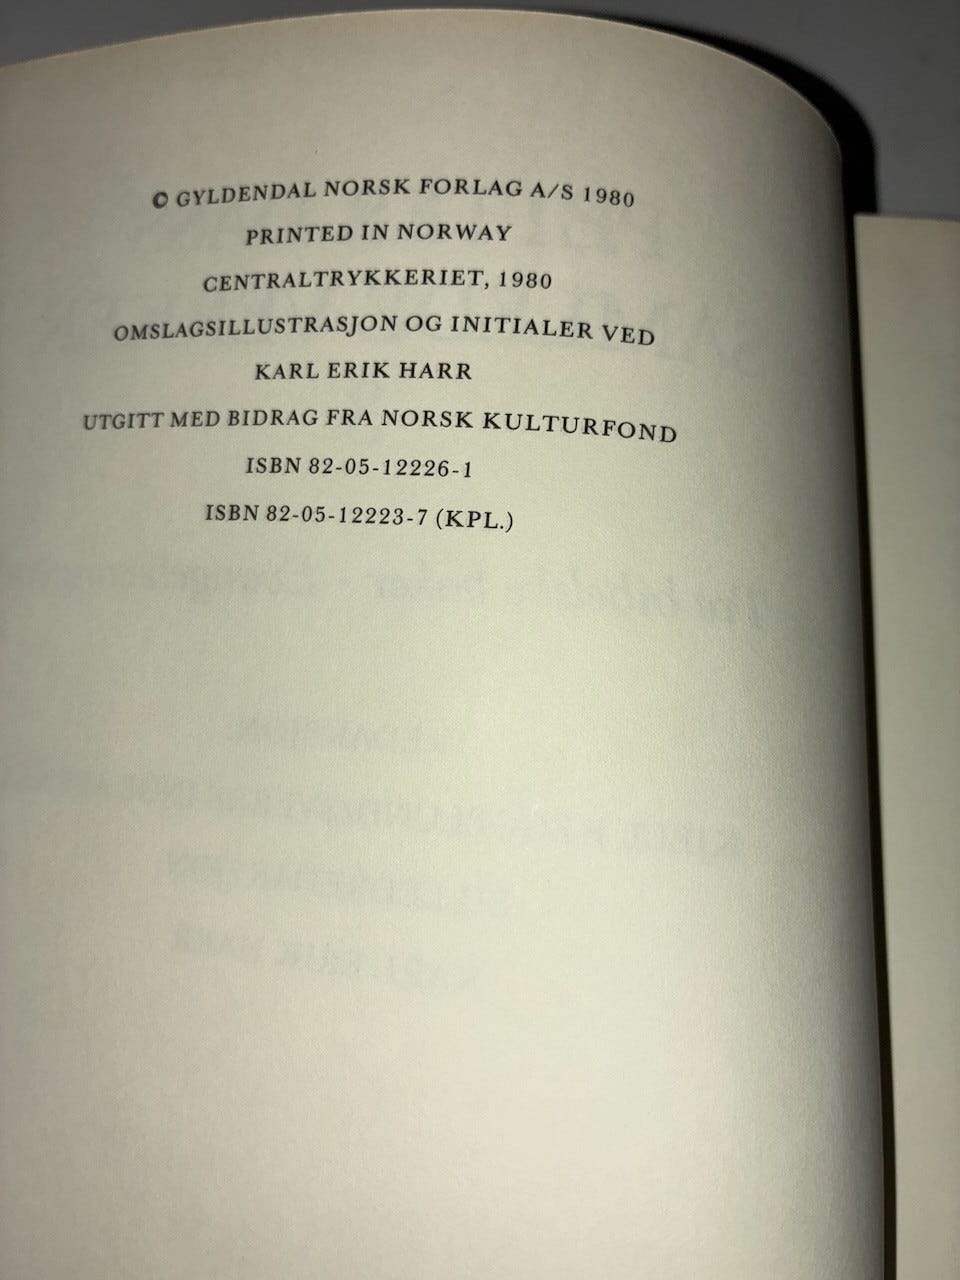 © GYLDENDAL NORSK FORLAG A/S 1980
PRINTED IN NORWAY
CENTRALTRYKKERIET, 1980
OMSLAGSILLUSTRASJON OG INITIALER VED
KARL ERIK HARR
UTGITT MED BIDRAG FRA NORSK KULTURFOND
ISBN 82-05-12226-1
ISBN 82-05-12223-7 (KPL.)